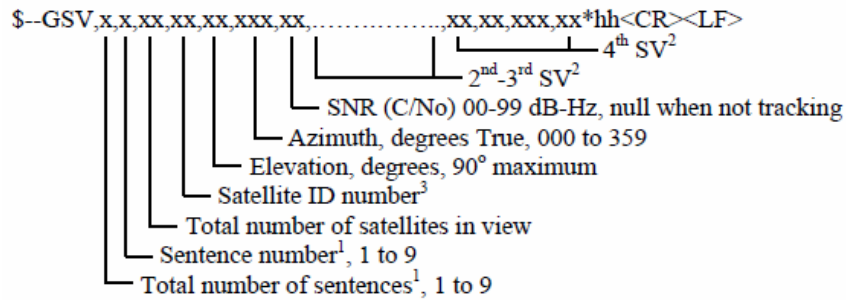 $--GSV,x,x,xx,xx,xx,xxx,xx,……………..,xx,xx,xxx,xx*hh<CR><LF>
4th SV2
2nd-3rd SV2
SNR (C/No) 00-99 dB-Hz, null when not tracking
Azimuth, degrees True, 000 to 359
Elevation, degrees, 90o maximum
Satellite ID number3
Total number of satellites in view
Sentence number1, 1 to 9
Total number of sentences1, 1 to 9